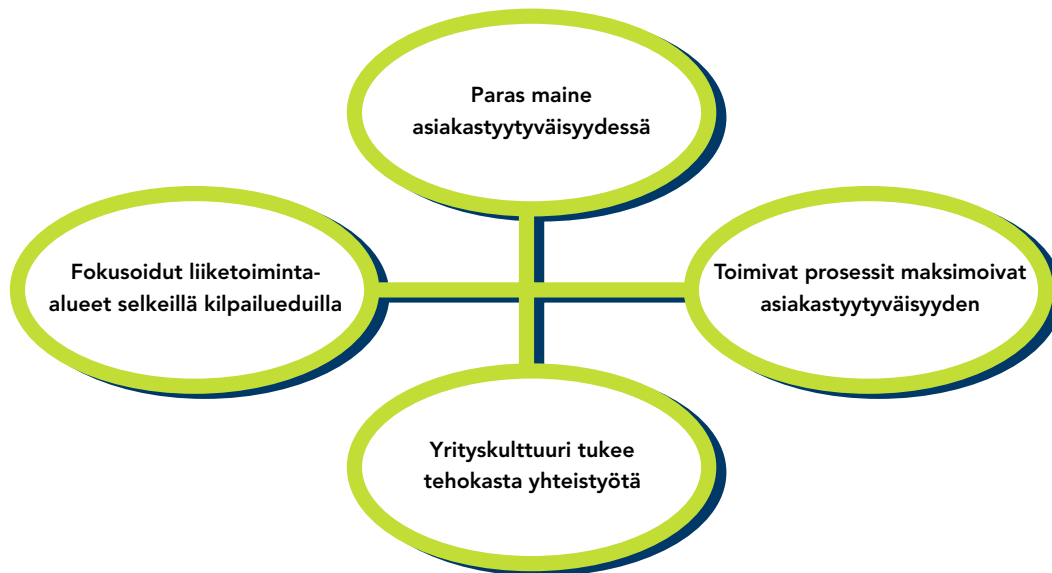 Paras maine
asiakastyytyväisyydessä
Fokusoidut liiketoiminta-
alueet selkeillä kilpailueduilla
Toimivat prosessit maksimoivat
asiakastyytyväisyyden
Yrityskulttuuri tukee
tehokasta yhteistyötä